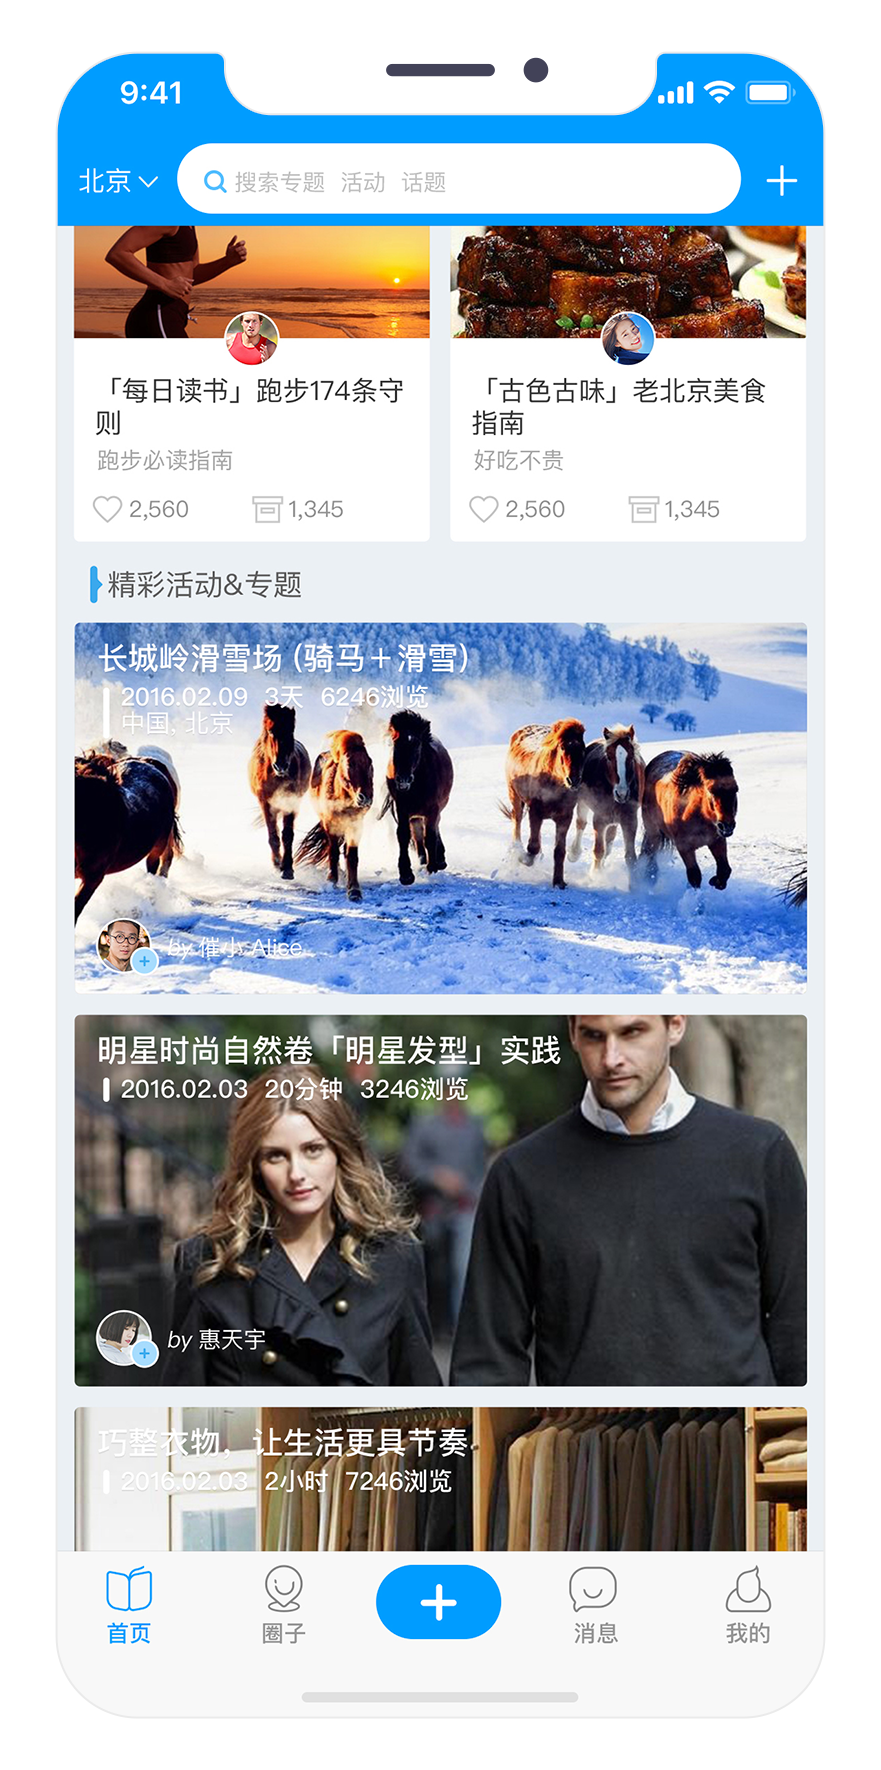 9:41
北京
搜索专题 活动 话题
「每日读书」跑步174条守
则
跑步必读指南
2,560 1,345
「古色古味」老北京美食
指南
好吃不贵
2,560 1,345
精彩活动&专题
长城岭滑雪场 (骑马+滑雪)
2016.02.09 3天 6246浏览
中国, 北京
by 催小 Alice
明星时尚自然卷「明星发型」实践
2016.02.03 20分钟 3246浏览
by 惠天宇
巧整衣物，让生活更具节奏
2016.02.03 2小时 7246浏览
首页
圈子
消息
我的